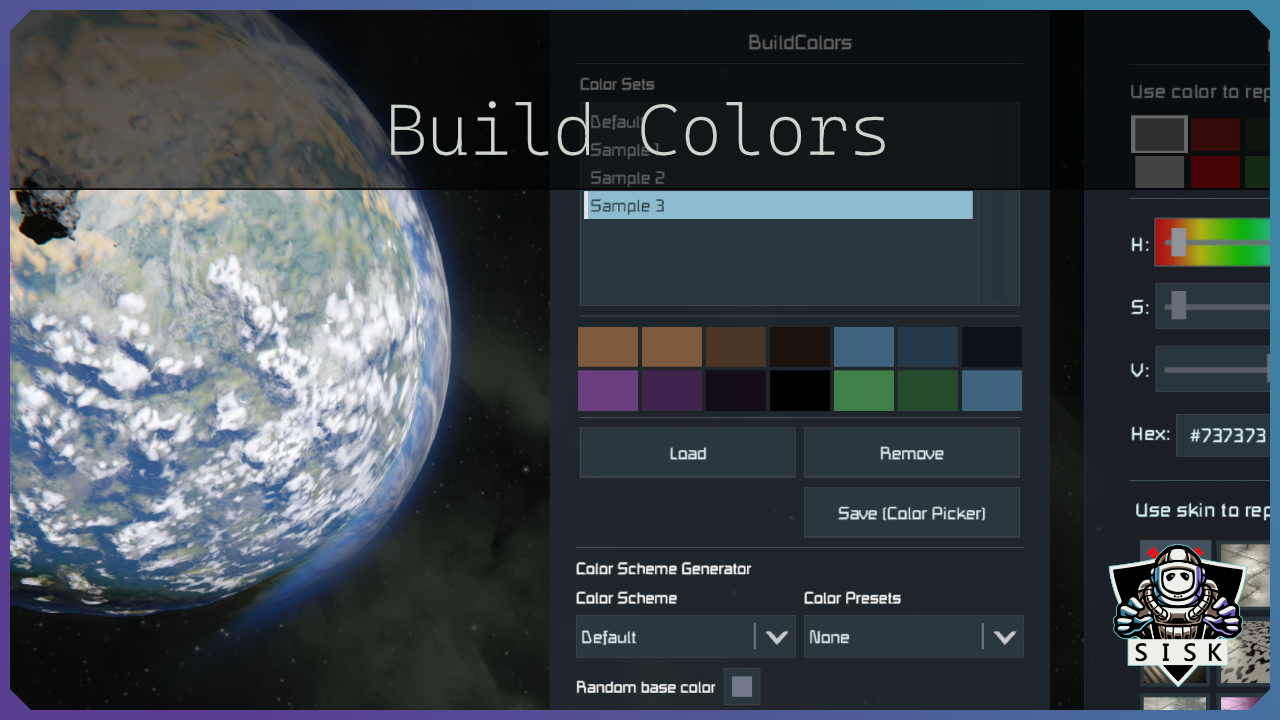 BuildColors
Color Sets
Build Colors
Default
Sample 1
Sample 2
Sample 3
Load
Remove
Save (Color Picker)
Color Scheme Generator
Color Scheme
Color Presets
Default
None
Random base color
Use color to rep
H:
S:
V:
Hex:
#737373
Use skin to rep
SISK